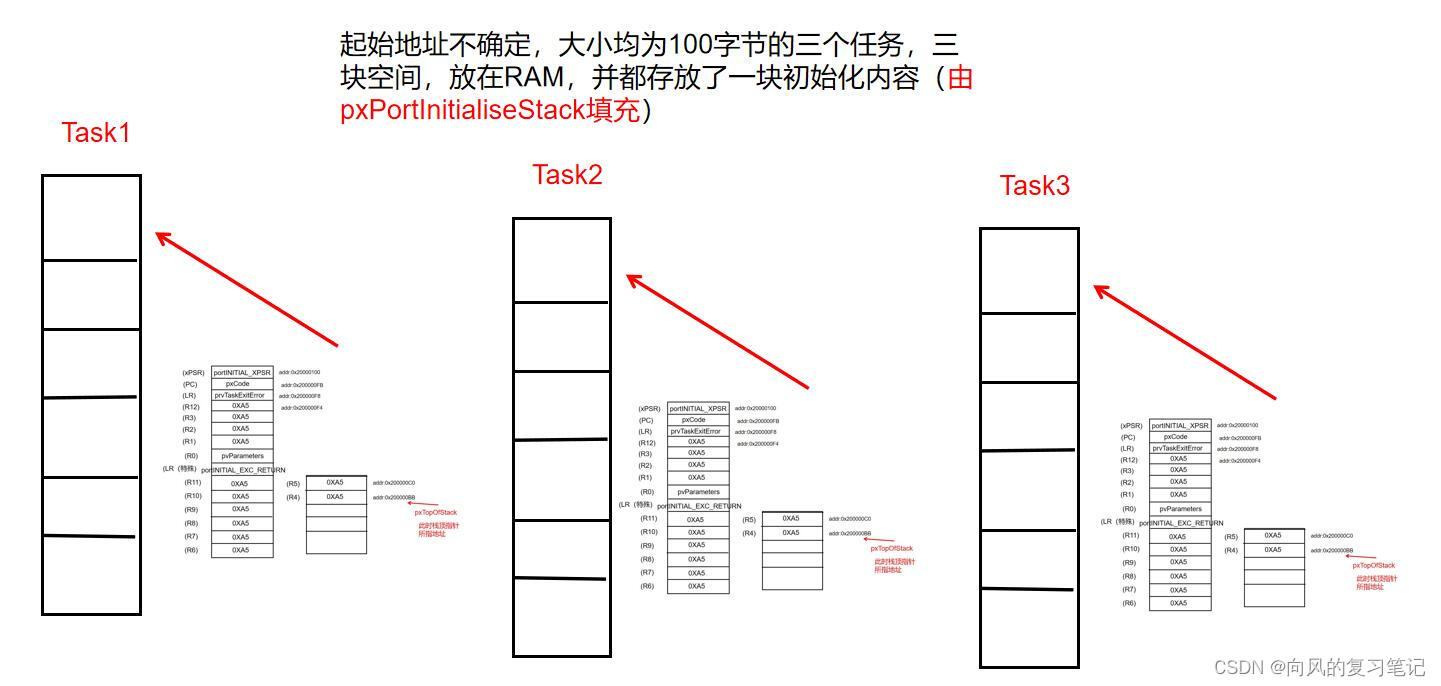 起始地址不确定，大小均为100字节的三个任务，三
块空间，放在RAM，并都存放了一块初始化内容（由
pxPortInitialiseStack填充）
Task1
(xPSR) portINITIAL_XPSR addr:0x20000100
(PC) pxCode addr:0x200000FB
(LR) prvTaskExitError addr:0x200000F8
(R12) 0XA5 addr:0x200000F4
(R3) 0XA5
(R2) 0XA5
(R1) 0XA5
(R0) pvParameters
(LR（特殊） portINITIAL_EXC_RETURN
(R11) 0XA5
(R10) 0XA5
(R9) 0XA5
(R8) 0XA5
(R7) 0XA5
(R6) 0XA5
(R5) 0XA5 addr:0x200000C0
(R4) 0XA5 addr:0x200000BB
pxTopOfStack
此时栈顶指针
所指地址
Task2
(xPSR) portINITIAL_XPSR addr:0x20000100
(PC) pxCode addr:0x200000FB
(LR) prvTaskExitError addr:0x200000F8
(R12) 0XA5 addr:0x200000F4
(R3) 0XA5
(R2) 0XA5
(R1) 0XA5
(R0) pvParameters
(LR（特殊） portINITIAL_EXC_RETURN
(R11) 0XA5
(R10) 0XA5
(R9) 0XA5
(R8) 0XA5
(R7) 0XA5
(R6) 0XA5
(R5) 0XA5 addr:0x200000C0
(R4) 0XA5 addr:0x200000BB
pxTopOfStack
此时栈顶指针
所指地址
Task3
(xPSR) portINITIAL_XPSR addr:0x20000100
(PC) pxCode addr:0x200000FB
(LR) prvTaskExitError addr:0x200000F8
(R12) 0XA5 addr:0x200000F4
(R3) 0XA5
(R2) 0XA5
(R1) 0XA5
(R0) pvParameters
(LR（特殊） portINITIAL_EXC_RETURN
(R11) 0XA5
(R10) 0XA5
(R9) 0XA5
(R8) 0XA5
(R7) 0XA5
(R6) 0XA5
(R5) 0XA5 addr:0x200000C0
(R4) 0XA5 addr:0x200000BB
pxTopOfStack
此时栈顶指针
所指地址
CSDN @向风的复习笔记